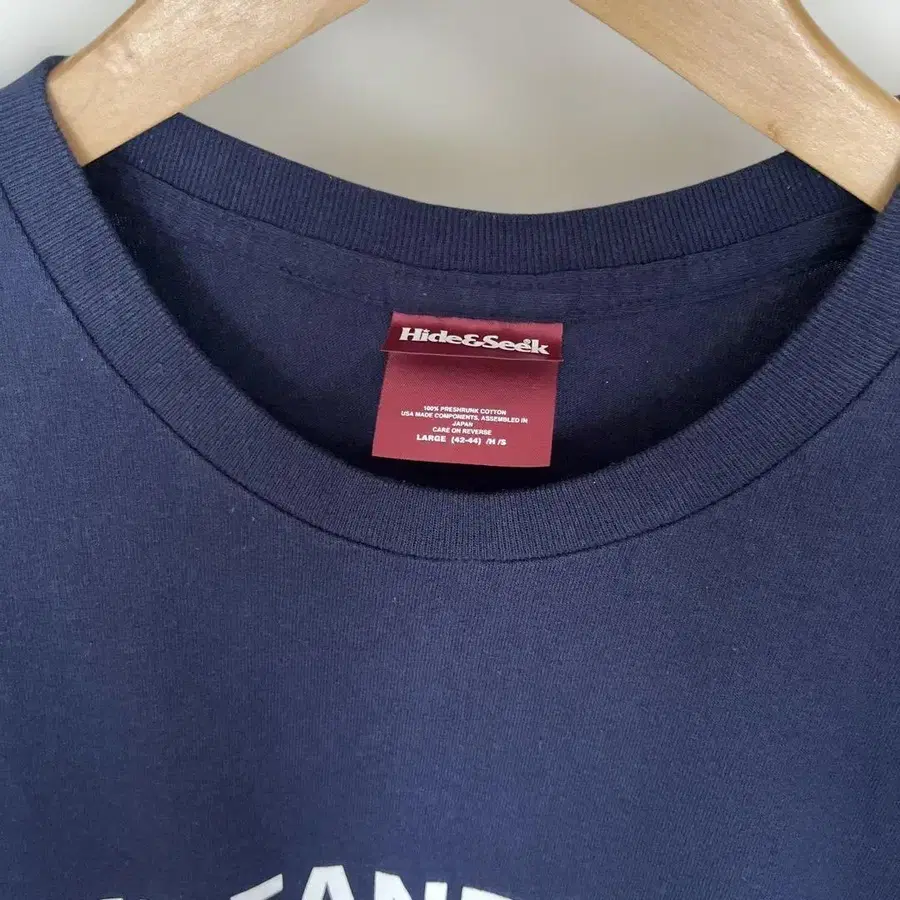 Hide&Seek
100% PRESHRUNK COTTON
USA MADE COMPONENTS, ASSEMBLED IN
JAPAN
CARE ON REVERSE
LARGE (42-44) /H /S